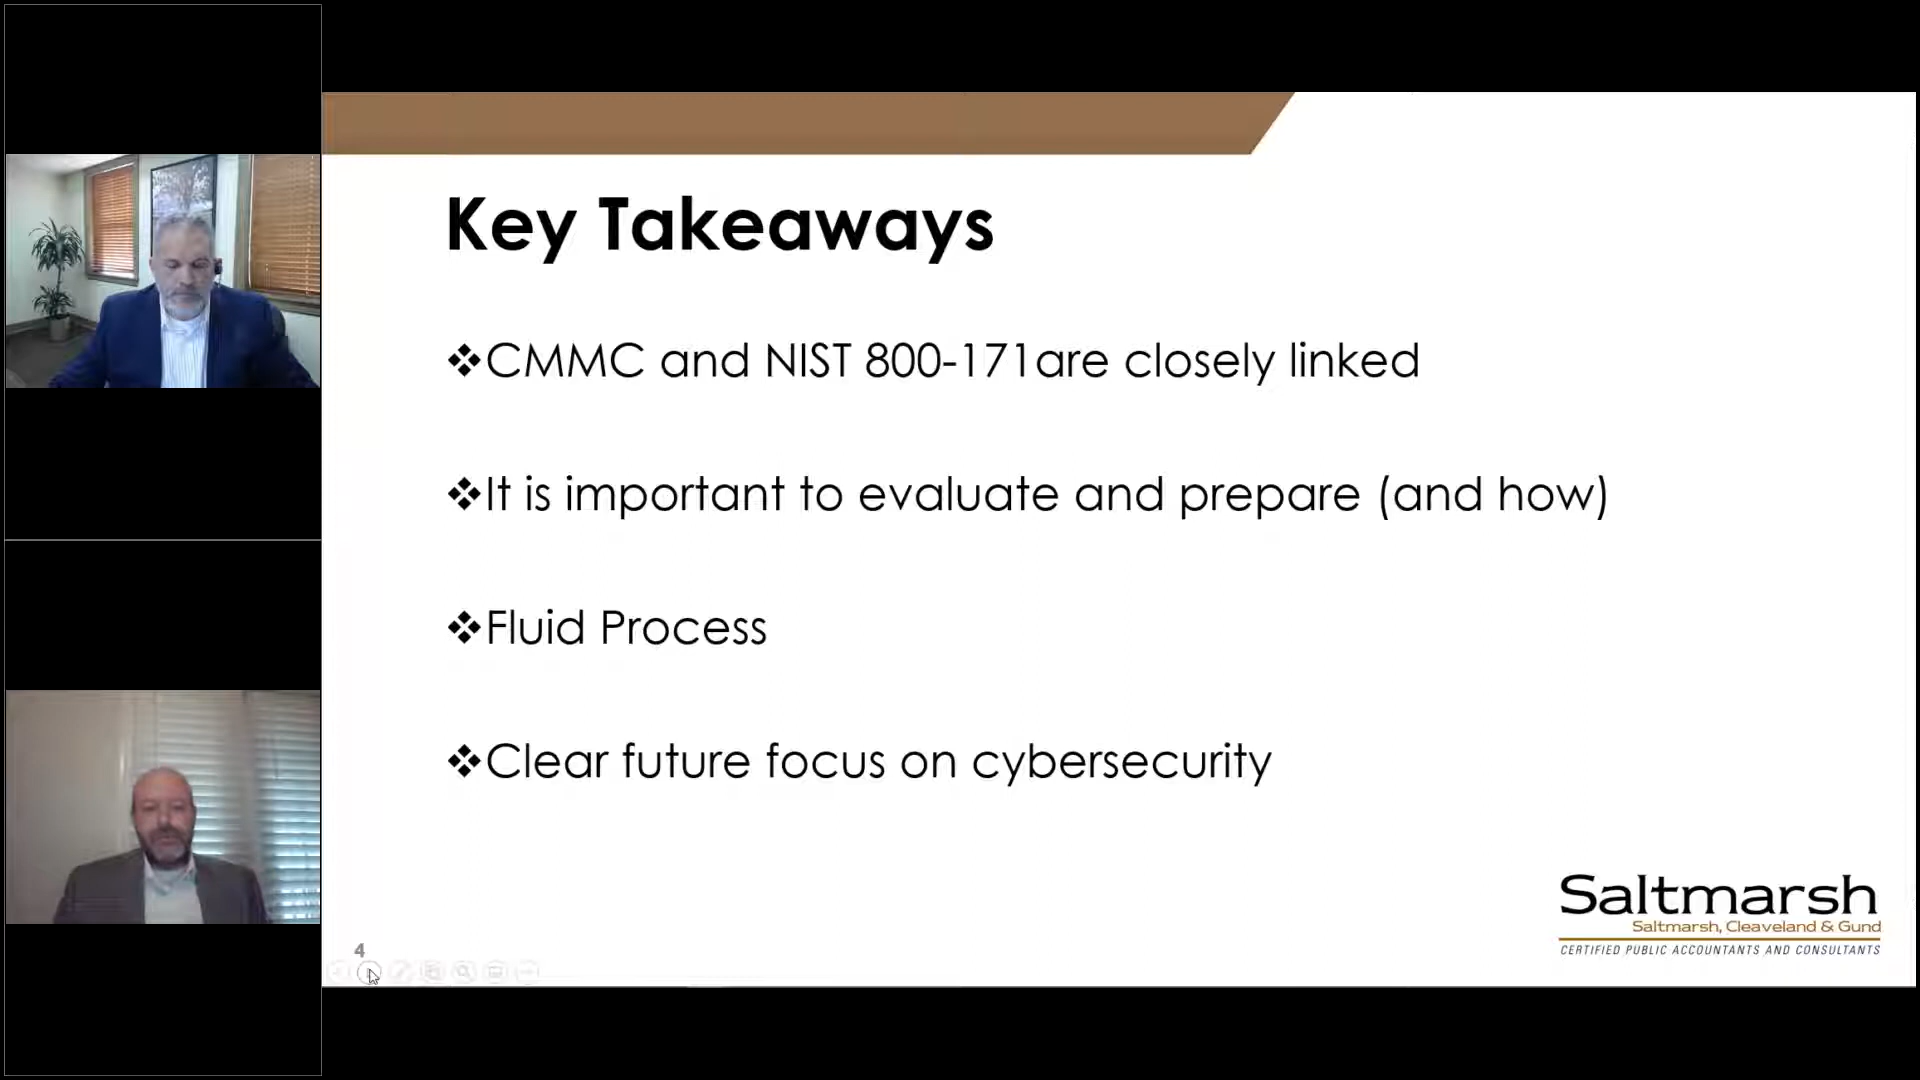 Key Takeaways
❖CMMC and NIST 800-171are closely linked
❖It is important to evaluate and prepare (and how)
❖Fluid Process
❖Clear future focus on cybersecurity
Saltmarsh
Saltmarsh, Cleaveland & Gund
CERTIFIED PUBLIC ACCOUNTANTS AND CONSULTANTS
4